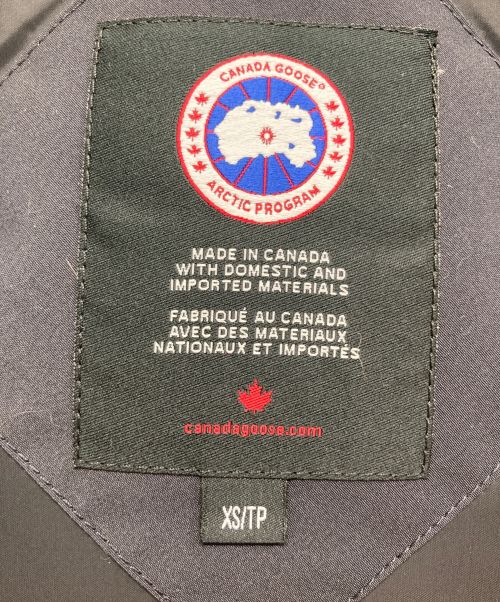 CANADA GOOSE®
ARCTIC PROGRAM
MADE IN CANADA
WITH DOMESTIC AND
IMPORTED MATERIALS
FABRIQUÉ AU CANADA
AVEC DES MATERIAUX
NATIONAUX ET IMPORTÉS
canadagoose.com
XS/TP